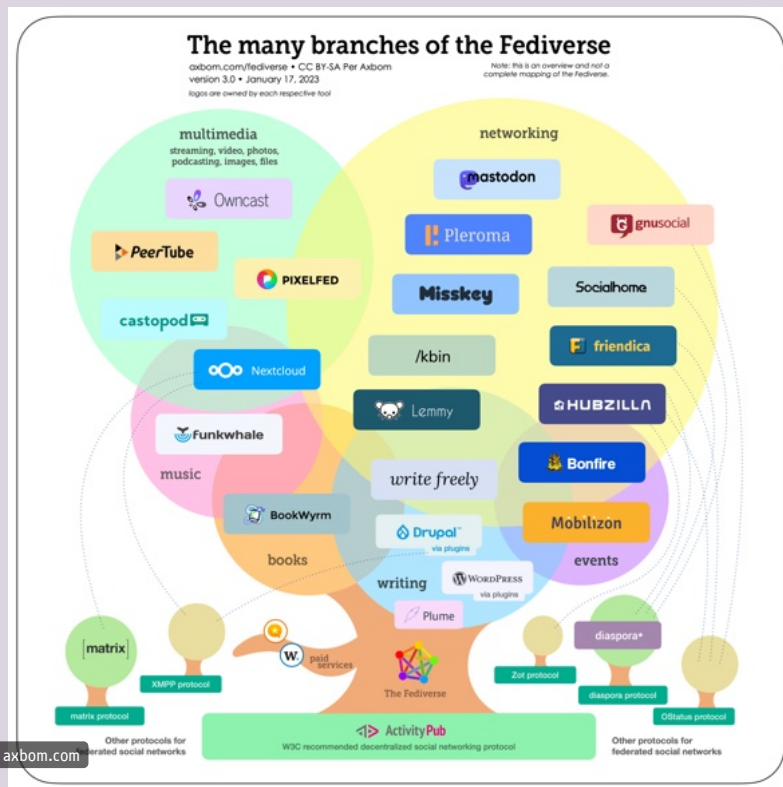 The many branches of the Fediverse
axbom.com/fediverse • CC BY-SA Per Axbom
version 3.0 • January 17, 2023
logos are owned by each respective tool
Note: this is an overview and not a
complete mapping of the Fediverse.
multimedia
streaming, video, photos,
podcasting, images, files
networking
mastodon
Owncast
Pleroma
gnusocial
PeerTube
PIXELFED
Misskey
Socialhome
castopod
/kbin
friendica
Nextcloud
Lemmy
HUBZILLA
Funkwhale
music
write freely
Bonfire
BookWyrm
Drupal™
via plugins
Mobilizon
books
events
writing
WORDPRESS
via plugins
Plume
[matrix]
W.
paid
services
diaspora*
XMPP protocol
The Fediverse
Zot protocol
diaspora protocol
matrix protocol
OStatus protocol
ActivityPub
W3C recommended decentralized social networking protocol
Other protocols for
federated social networks
Other protocols for
federated social networks
axbom.com